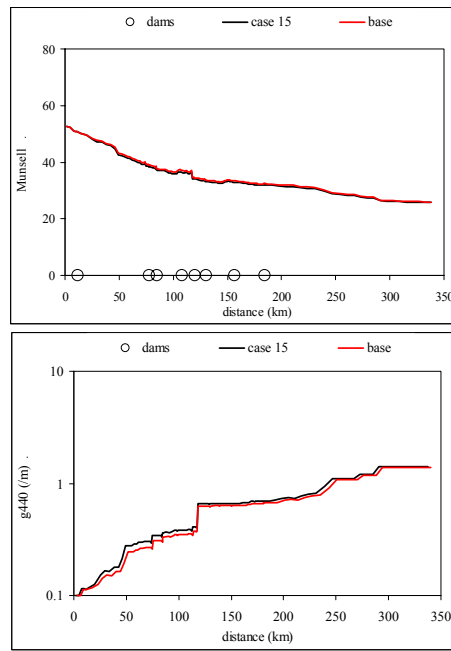 dams case 15 base
80
60
40
20
0
Munsell .
0 50 100 150 200 250 300 350
distance (km)
dams case 15 base
10
1
0.1
g440 (/m) .
0 50 100 150 200 250 300 350
distance (km)